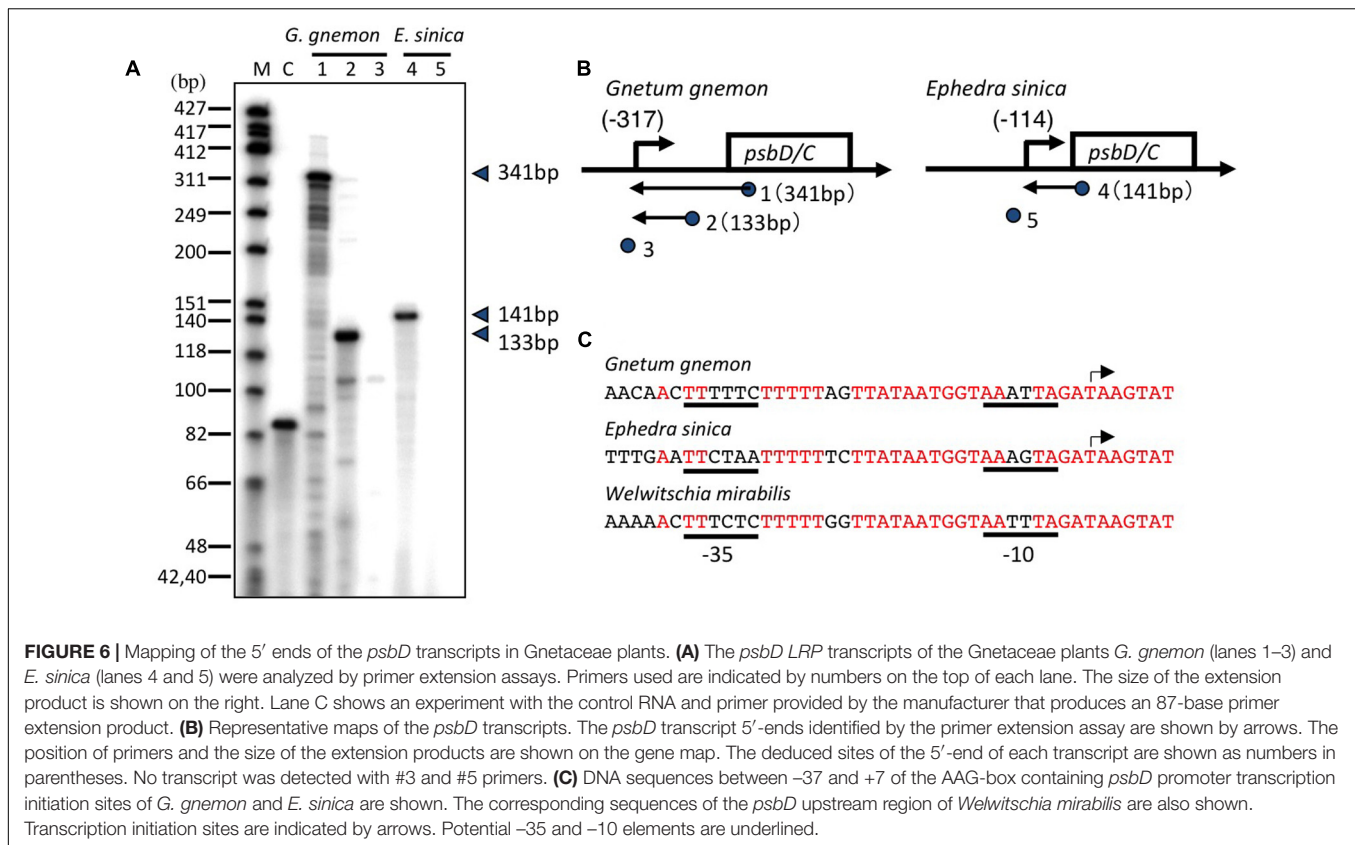 G. gnemon E. sinica
A M C 1 2 3 4 5
(bp)
427
417
412
311
249
200
151
140
118
100
82
66
48
42,40
341bp
141bp
133bp
B
Gnetum gnemon
(-317)
psbD/C
1 (341bp)
2 (133bp)
3
Ephedra sinica
(-114)
psbD/C
4 (141bp)
5
C
Gnetum gnemon
AACAACTTTTTCTTTTTAGTTATAATGGTAAATTAGATAAGTAT
Ephedra sinica
TTTGAATTCTAATTTTTTCTTATAATGGTAAAGTAGATAAGTAT
Welwitschia mirabilis
AAAAACTTTCTCTTTTTGGTTATAATGGTAATTTAGATAAGTAT
-35 -10
FIGURE 6 | Mapping of the 5′ ends of the psbD transcripts in Gnetaceae plants. (A) The psbD LRP transcripts of the Gnetaceae plants G. gnemon (lanes 1–3) and
E. sinica (lanes 4 and 5) were analyzed by primer extension assays. Primers used are indicated by numbers on the top of each lane. The size of the extension
product is shown on the right. Lane C shows an experiment with the control RNA and primer provided by the manufacturer that produces an 87-base primer
extension product. (B) Representative maps of the psbD transcripts. The psbD transcript 5′-ends identified by the primer extension assay are shown by arrows. The
position of primers and the size of the extension products are shown on the gene map. The deduced sites of the 5′-end of each transcript are shown as numbers in
parentheses. No transcript was detected with #3 and #5 primers. (C) DNA sequences between –37 and +7 of the AAG-box containing psbD promoter transcription
initiation sites of G. gnemon and E. sinica are shown. The corresponding sequences of the psbD upstream region of Welwitschia mirabilis are also shown.
Transcription initiation sites are indicated by arrows. Potential –35 and –10 elements are underlined.